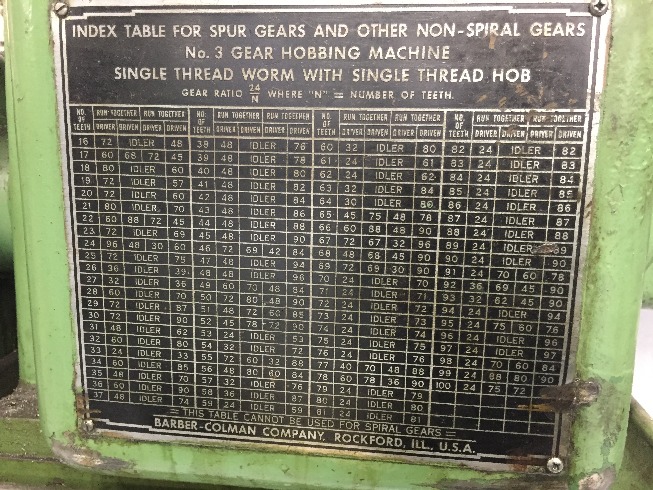 INDEX TABLE FOR SPUR GEARS AND OTHER NON-SPIRAL GEARS
No. 3 GEAR HOBBING MACHINE
SINGLE THREAD WORM WITH SINGLE THREAD HOB
GEAR RATIO 24/N WHERE "N" = NUMBER OF TEETH.
NO. OF TEETH RUN TOGETHER RUN TOGETHER NO. OF TEETH RUN TOGETHER RUN TOGETHER NO. OF TEETH RUN TOGETHER RUN TOGETHER NO. OF TEETH RUN TOGETHER RUN TOGETHER
DRIVER DRIVEN DRIVER DRIVEN DRIVER DRIVEN DRIVER DRIVEN DRIVER DRIVEN DRIVER DRIVEN DRIVER DRIVEN DRIVER DRIVEN
16 72 IDLER 48 38 48 IDLER 76 60 32 IDLER 80 82 24 IDLER 82
17 60 68 72 45 39 48 IDLER 78 61 24 IDLER 61 83 24 IDLER 83
18 80 IDLER 60 40 48 IDLER 80 62 24 IDLER 62 84 24 IDLER 84
19 72 IDLER 57 41 48 IDLER 82 63 32 IDLER 84 85 24 IDLER 85
20 72 IDLER 60 42 48 IDLER 84 64 30 IDLER 80 86 24 IDLER 86
21 80 IDLER 70 43 48 IDLER 86 65 45 75 48 78 87 24 IDLER 87
22 60 88 72 45 44 48 IDLER 88 66 60 88 48 90 88 24 IDLER 88
23 72 IDLER 69 45 48 IDLER 90 67 72 67 32 96 89 24 IDLER 89
24 96 48 30 60 46 72 69 42 84 68 48 68 45 90 90 24 IDLER 90
25 72 IDLER 75 47 48 IDLER 94 69 72 69 30 90 91 24 70 60 78
26 36 IDLER 39 48 48 IDLER 96 70 24 IDLER 70 92 36 69 45 90
27 32 IDLER 36 49 60 70 48 84 71 24 IDLER 71 93 32 62 45 90
28 60 IDLER 70 50 72 80 48 90 72 24 IDLER 72 94 24 IDLER 94
29 72 IDLER 87 51 48 72 60 85 73 24 IDLER 73 95 24 75 60 76
30 72 IDLER 90 52 45 78 72 90 74 24 IDLER 74 96 24 IDLER 96
31 48 IDLER 62 53 24 IDLER 53 75 24 IDLER 75 97 24 IDLER 97
32 60 IDLER 80 54 32 IDLER 72 76 24 IDLER 76 98 24 70 60 84
33 24 IDLER 33 55 72 60 32 88 77 40 70 48 88 99 24 88 80 90
34 60 IDLER 85 56 48 80 60 84 78 60 78 36 90 100 24 75 72
35 48 IDLER 70 57 32 IDLER 76 79 24 IDLER 79
36 60 IDLER 90 58 36 IDLER 87 80 24 IDLER 80
37 48 IDLER 74 59 24 IDLER 59 81 24 IDLER 81
THIS TABLE CANNOT BE USED FOR SPIRAL GEARS
BARBER-COLMAN COMPANY, ROCKFORD, ILL., U.S.A.